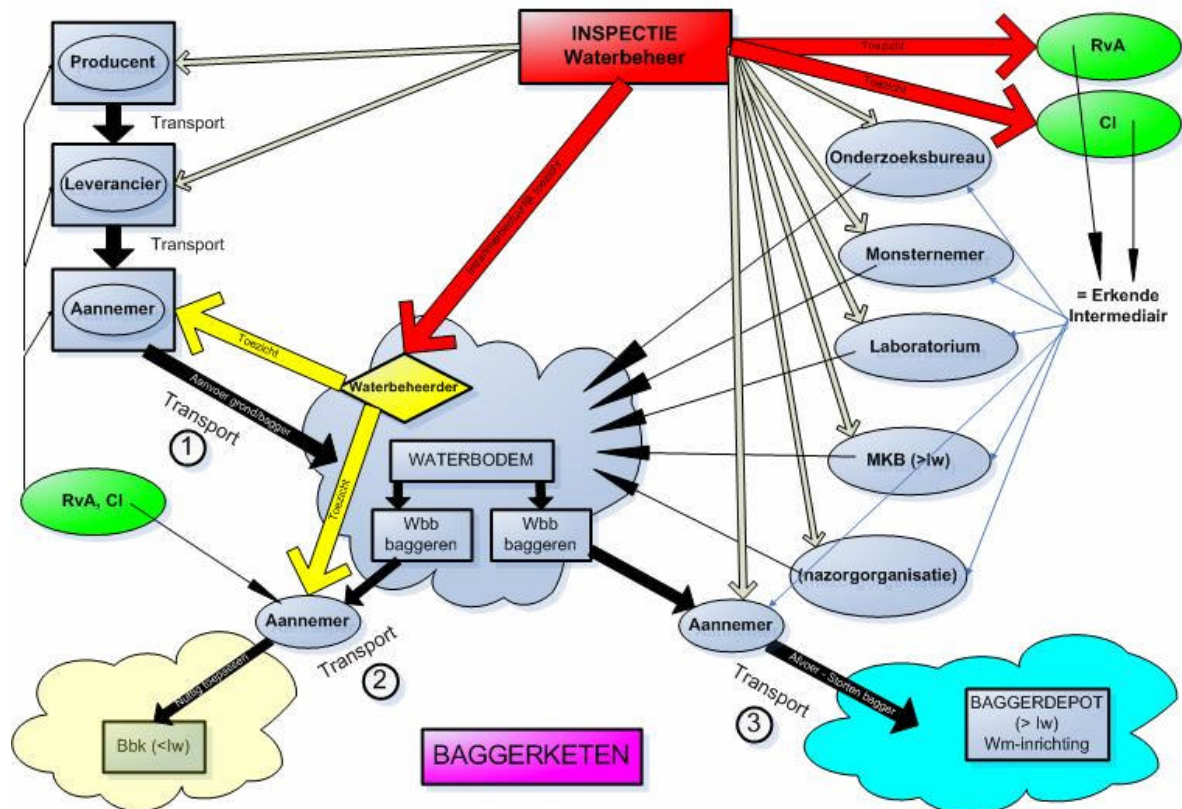 INSPECTIE
Waterbeheer
Producent
Transport
Leverancier
Transport
Aannemer
Toezicht
RvA
Toezicht
CI
Onderzoeksbureau
Monsternemer
= Erkende
Intermediair
Laboratorium
MKB (>Iw)
(nazorgorganisatie)
Toezicht
Waterbeheerder
Aanvoer grond/bagger
Transport
1
RvA, CI
Toezicht
WATERBODEM
Wbb
baggeren
Wbb
baggeren
Aannemer
Transport
2
Nuttig toepassen
Bbk (<Iw)
Aannemer
Transport
3
Afvoer - Storten bagger
BAGGERDEPOT
(> Iw)
Wm-inrichting
BAGGERKETEN